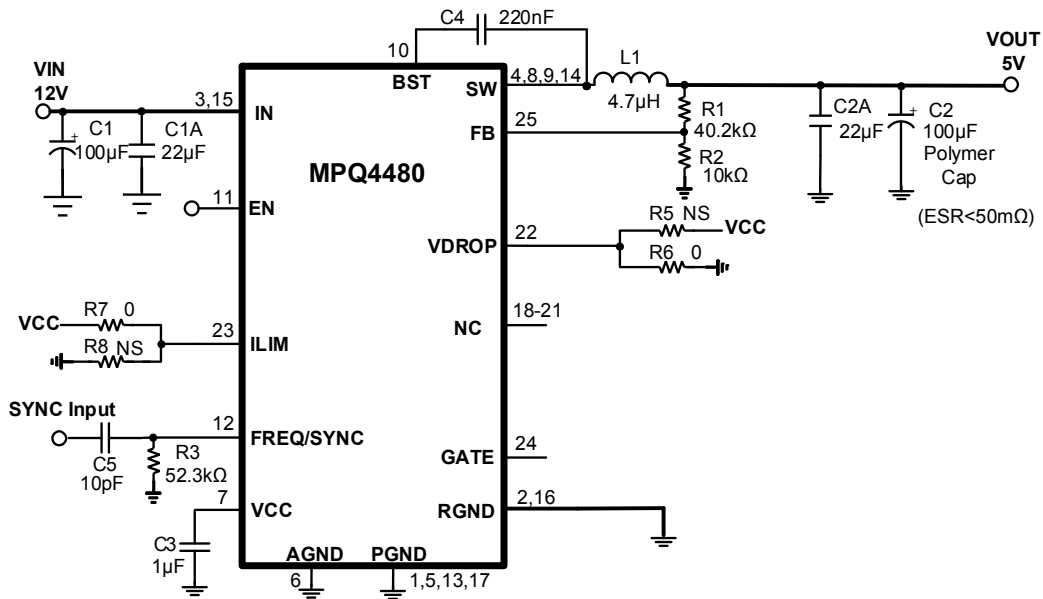 C4
220nF
10
BST
VIN
12V
3,15
IN
C1
100µF
+
C1A
22µF
SW
4,8,9,14
L1
4.7µH
VOUT
5V
FB
25
R1
40.2kΩ
R2
10kΩ
C2A
22µF
+
C2
100µF
Polymer
Cap
(ESR<50mΩ)
MPQ4480
11
EN
VDROP
22
R5 NS
VCC
R6 0
NC
18-21
VCC
R7 0
R8 NS
23
ILIM
SYNC Input
C5
10pF
R3
52.3kΩ
12
FREQ/SYNC
GATE
24
7
VCC
C3
1µF
RGND
2,16
AGND
6
PGND
1,5,13,17